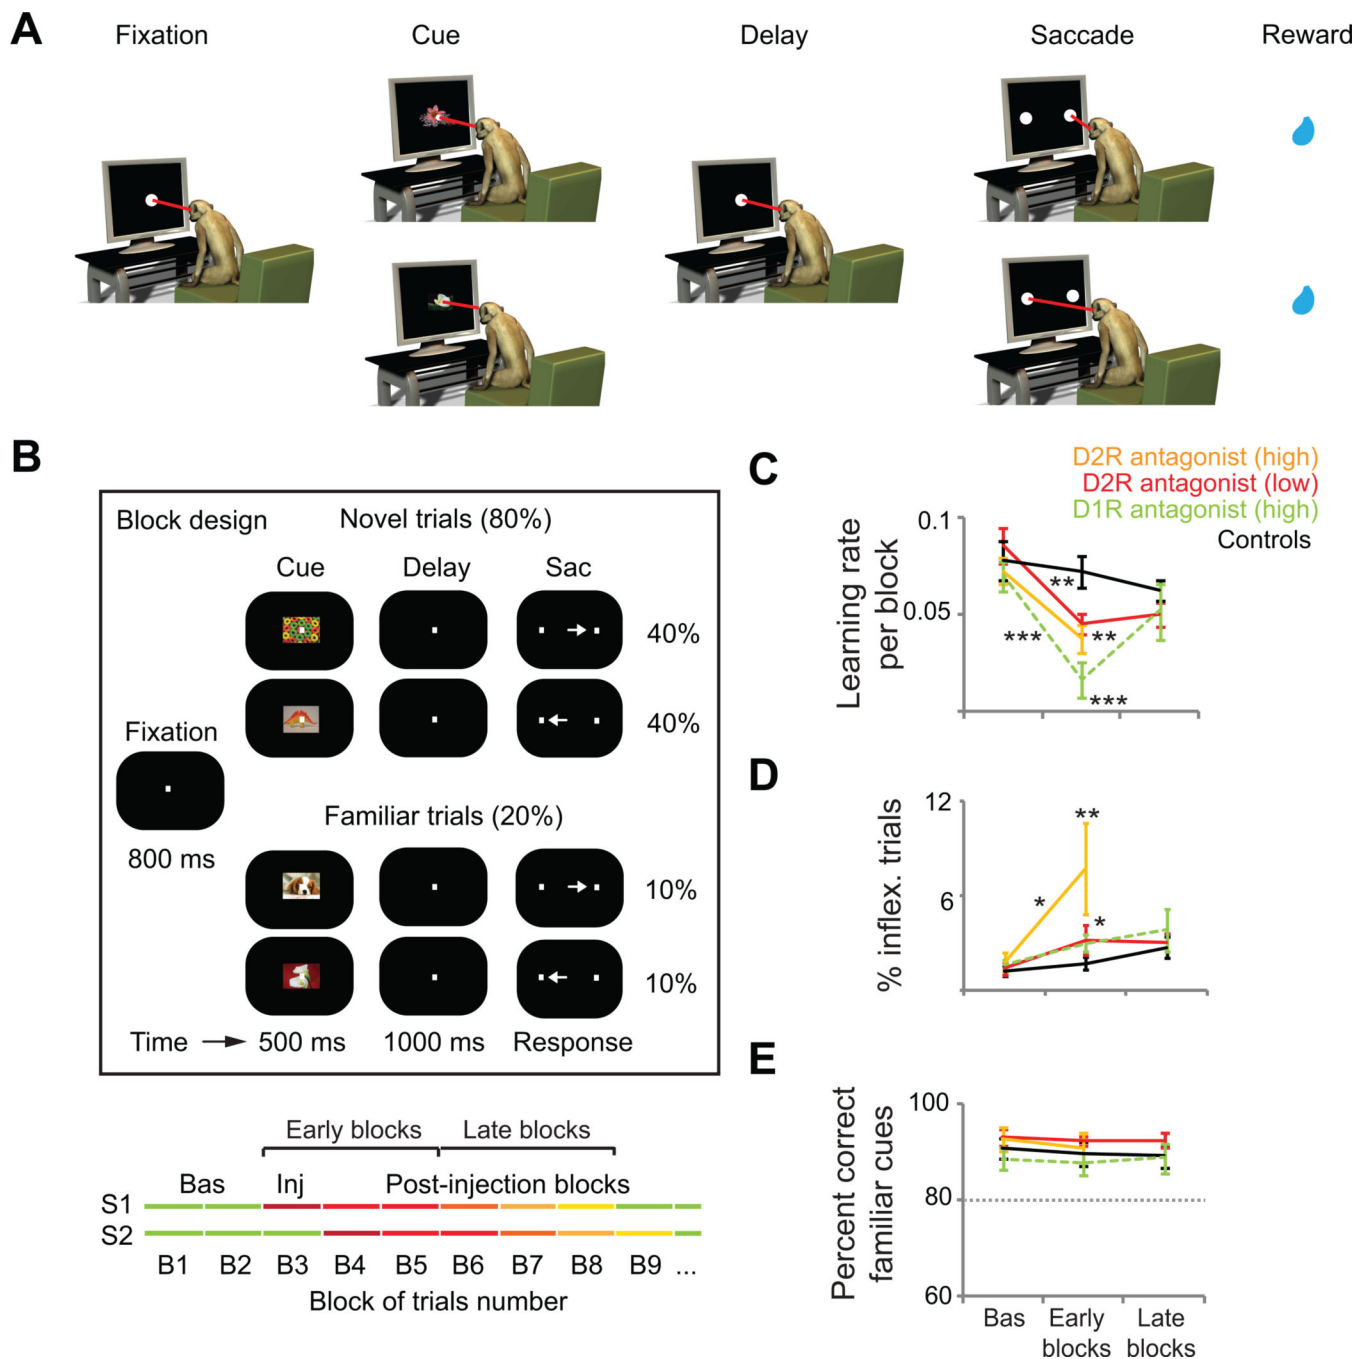 A
Fixation
Cue
Delay
Saccade
Reward
B
Block design
Novel trials (80%)
Cue
Delay
Sac
40%
40%
Fixation
800 ms
Familiar trials (20%)
10%
10%
Time
500 ms
1000 ms
Response
Early blocks
Late blocks
Bas
Inj
Post-injection blocks
S1
S2
B1 B2 B3 B4 B5 B6 B7 B8 B9 ...
Block of trials number
C
D2R antagonist (high)
D2R antagonist (low)
D1R antagonist (high)
Controls
Learning rate
per block
0.1
0.05
**
***
**
***
D
% inflex. trials
12
6
**
*
*
E
Percent correct
familiar cues
100
80
60
Bas
Early
blocks
Late
blocks